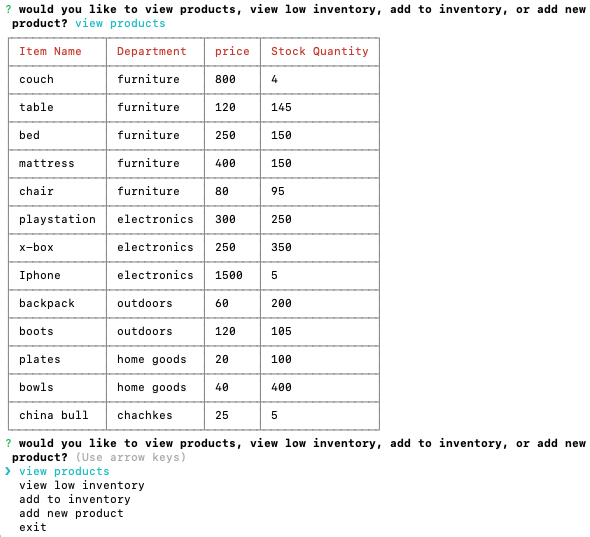 ? would you like to view products, view low inventory, add to inventory, or add new
product? view products
Item Name Department price Stock Quantity
couch furniture 800 4
table furniture 120 145
bed furniture 250 150
mattress furniture 400 150
chair furniture 80 95
playstation electronics 300 250
x-box electronics 250 350
Iphone electronics 1500 5
backpack outdoors 60 200
boots outdoors 120 105
plates home goods 20 100
bowls home goods 40 400
china bull chachkes 25 5
? would you like to view products, view low inventory, add to inventory, or add new
product? (Use arrow keys)
❯ view products
view low inventory
add to inventory
add new product
exit